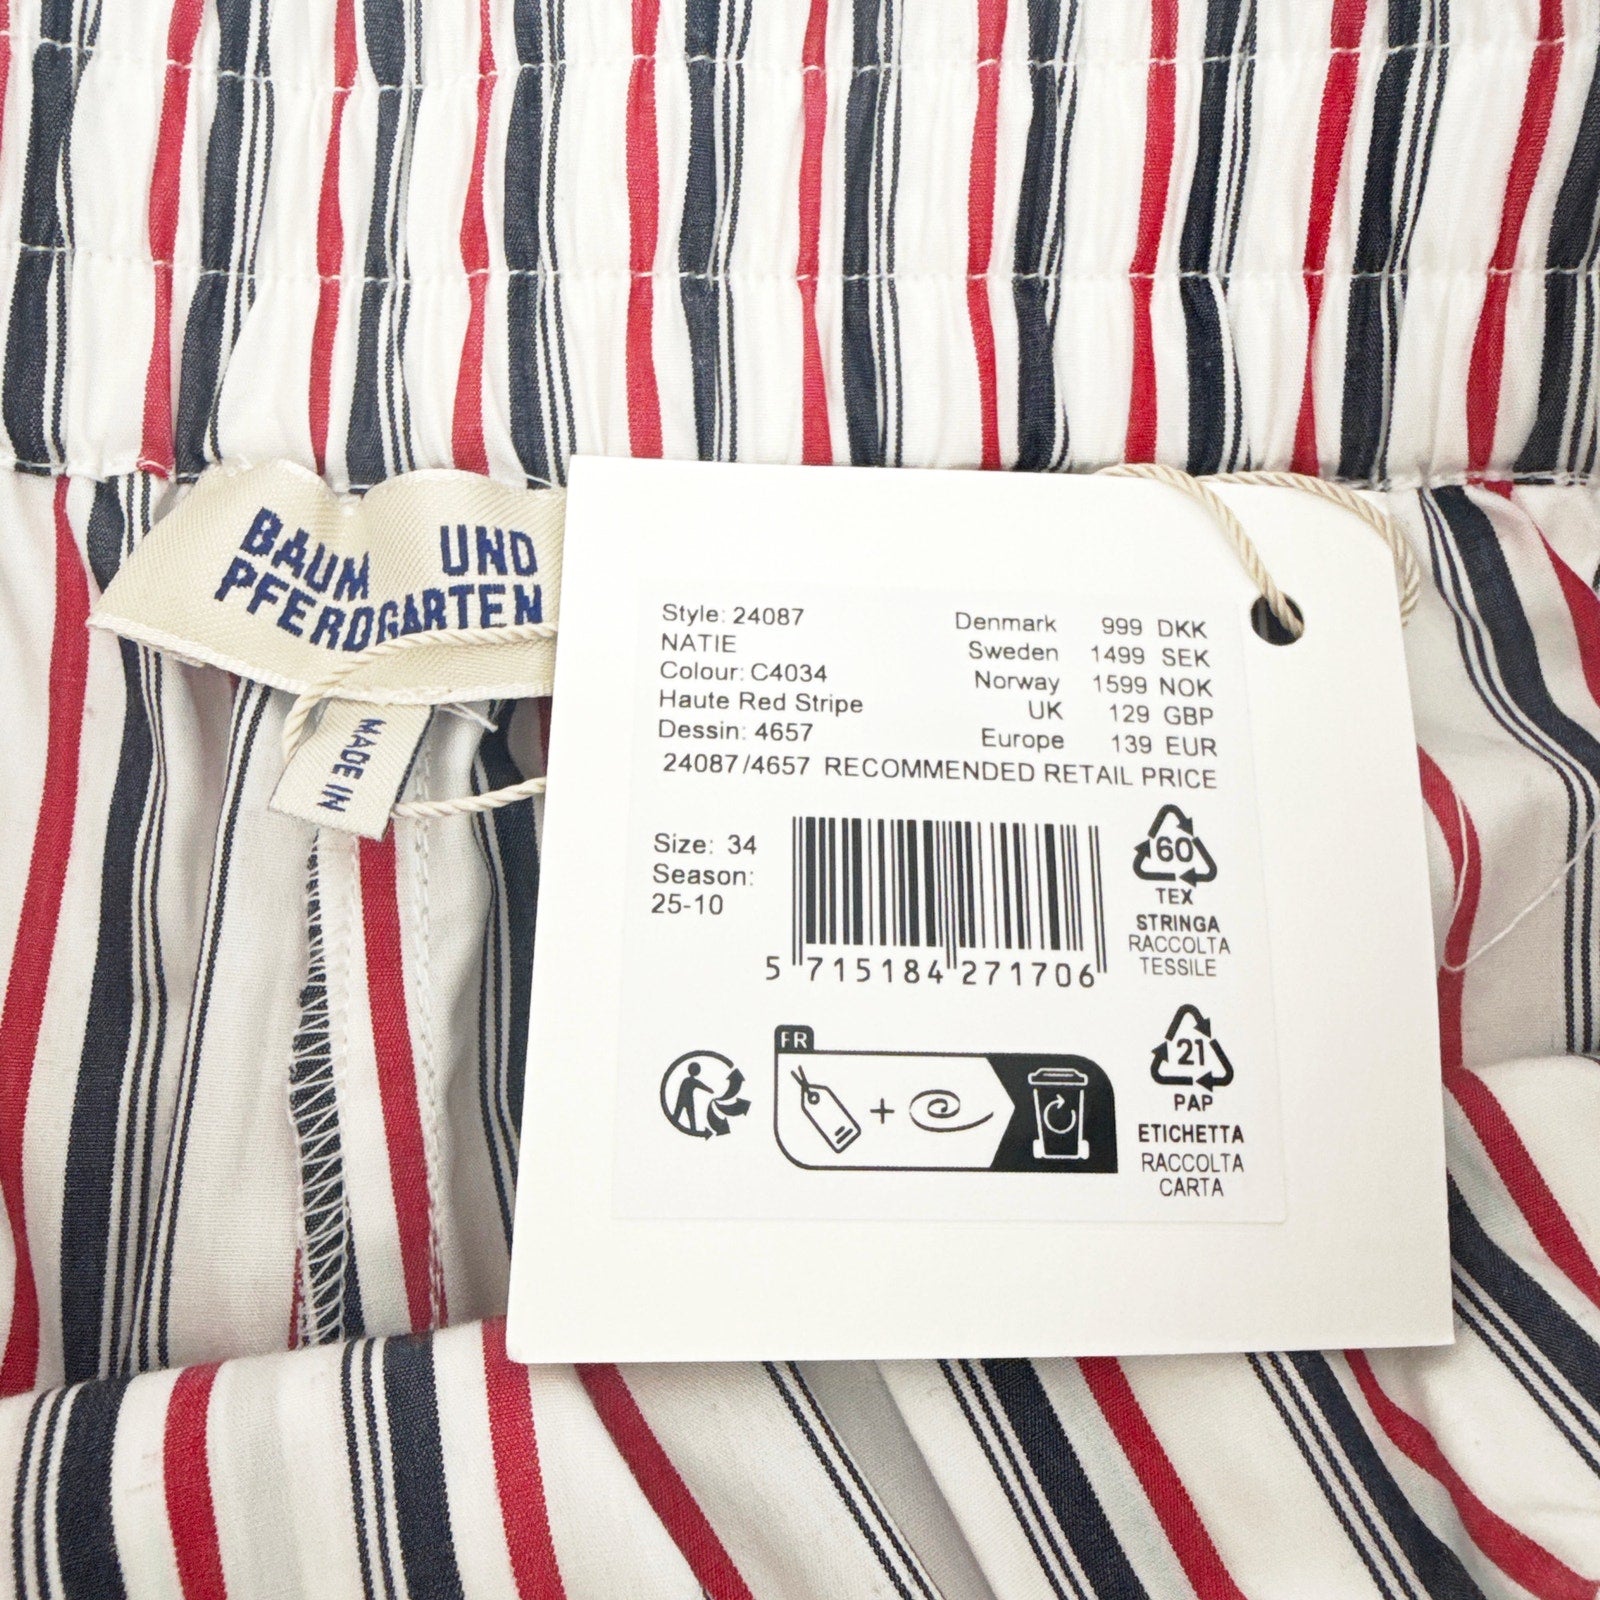 BAUM UND
PFERDGARTEN
MADE IN
Style: 24087
NATIE
Colour: C4034
Haute Red Stripe
Dessin: 4657
Denmark 999 DKK
Sweden 1499 SEK
Norway 1599 NOK
UK 129 GBP
Europe 139 EUR
24087/4657 RECOMMENDED RETAIL PRICE
Size: 34
Season:
25-10
5 715184 271706
60
TEX
STRINGA
RACCOLTA
TESSILE
FR
+
21
PAP
ETICHETTA
RACCOLTA
CARTA